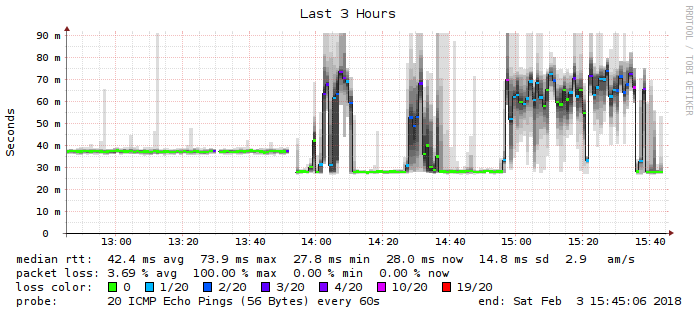 Last 3 Hours
RRDTOOL / TOBI OETIKER
Seconds
90 m
80 m
70 m
60 m
50 m
40 m
30 m
20 m
10 m
0
13:00 13:20 13:40 14:00 14:20 14:40 15:00 15:20 15:40
median rtt: 42.4 ms avg 73.9 ms max 27.8 ms min 28.0 ms now 14.8 ms sd 2.9 am/s
packet loss: 3.69 % avg 100.00 % max 0.00 % min 0.00 % now
loss color: 0 1/20 2/20 3/20 4/20 10/20 19/20
probe: 20 ICMP Echo Pings (56 Bytes) every 60s end: Sat Feb 3 15:45:06 2018